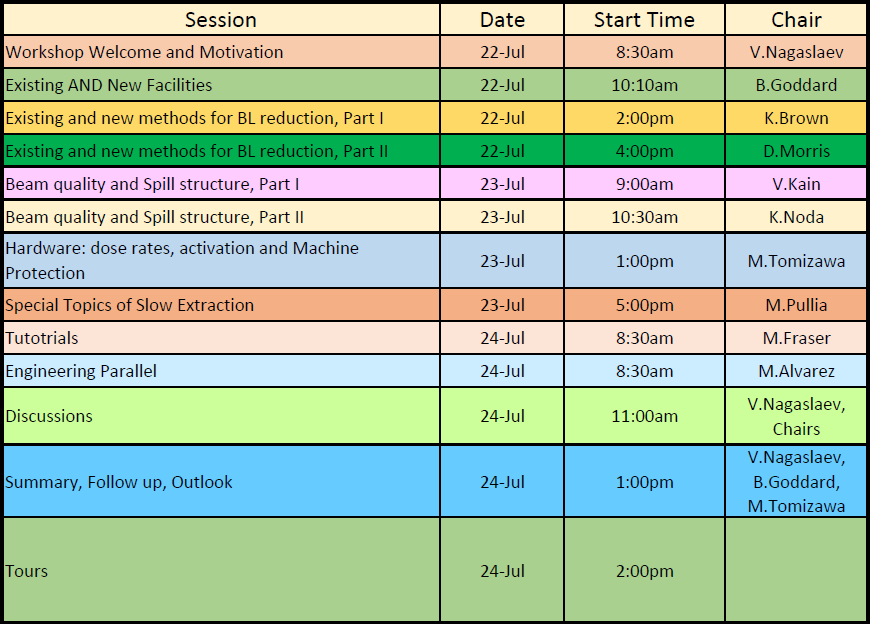 Session Date Start Time Chair
Workshop Welcome and Motivation 22-Jul 8:30am V.Nagaslaev
Existing AND New Facilities 22-Jul 10:10am B.Goddard
Existing and new methods for BL reduction, Part I 22-Jul 2:00pm K.Brown
Existing and new methods for BL reduction, Part II 22-Jul 4:00pm D.Morris
Beam quality and Spill structure, Part I 23-Jul 9:00am V.Kain
Beam quality and Spill structure, Part II 23-Jul 10:30am K.Noda
Hardware: dose rates, activation and Machine
Protection 23-Jul 1:00pm M.Tomizawa
Special Topics of Slow Extraction 23-Jul 5:00pm M.Pullia
Tutotrials 24-Jul 8:30am M.Fraser
Engineering Parallel 24-Jul 8:30am M.Alvarez
Discussions 24-Jul 11:00am V.Nagaslaev,
Chairs
Summary, Follow up, Outlook 24-Jul 1:00pm V.Nagaslaev,
B.Goddard,
M.Tomizawa
Tours 24-Jul 2:00pm